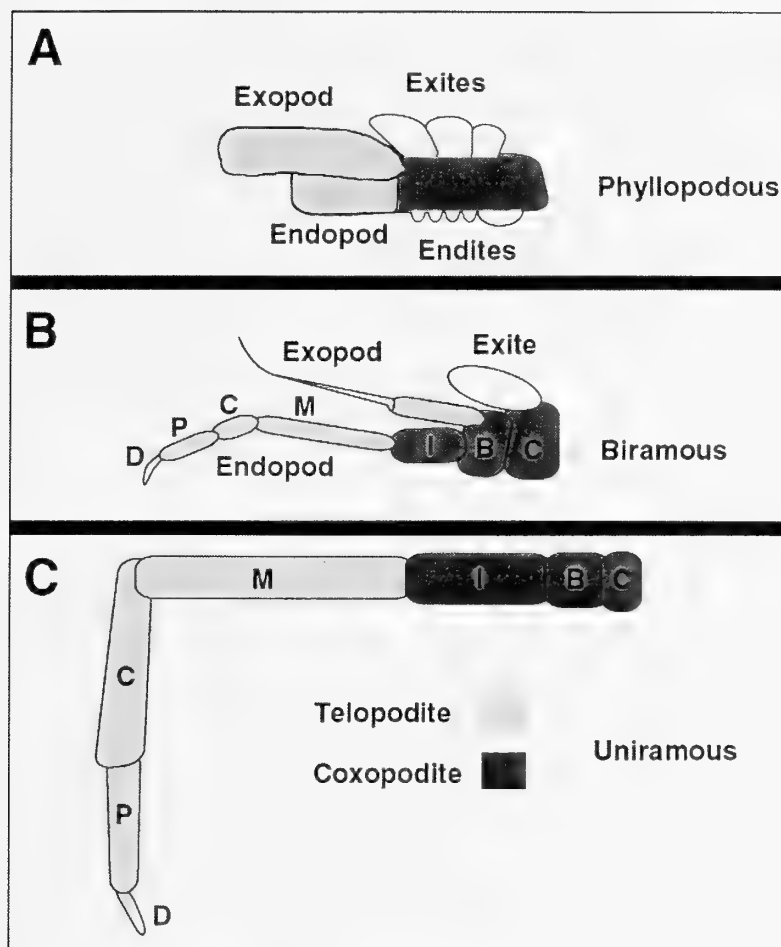 A
Exopod
Exites
Phyllopodous
Endopod
Endites
B
Exopod
Exite
D P C M
I B C
Endopod
Biramous
C
M
I B C
C
Telopodite
Uniramous
Coxopodite
P
D